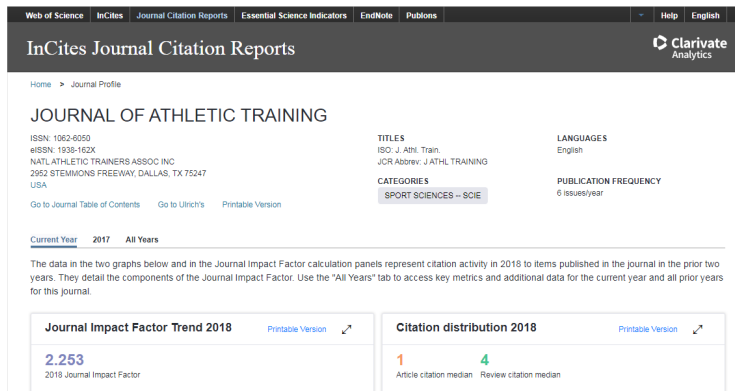 Web of Science InCites Journal Citation Reports Essential Science Indicators EndNote Publons Help English
InCites Journal Citation Reports
Clarivate
Analytics
Home > Journal Profile
JOURNAL OF ATHLETIC TRAINING
ISSN: 1062-6050
eISSN: 1938-162X
NATL ATHLETIC TRAINERS ASSOC INC
2952 STEMMONS FREEWAY, DALLAS, TX 75247
USA
Go to Journal Table of Contents Go to Ulrich's Printable Version
TITLES
ISO: J. Athl. Train.
JCR Abbrev: J ATHL TRAINING
CATEGORIES
SPORT SCIENCES -- SCIE
LANGUAGES
English
PUBLICATION FREQUENCY
6 issues/year
Current Year 2017 All Years
The data in the two graphs below and in the Journal Impact Factor calculation panels represent citation activity in 2018 to items published in the journal in the prior two
years. They detail the components of the Journal Impact Factor. Use the "All Years" tab to access key metrics and additional data for the current year and all prior years
for this journal.
Journal Impact Factor Trend 2018 Printable Version
2.253
2018 Journal Impact Factor
Citation distribution 2018 Printable Version
1 4
Article citation median Review citation median